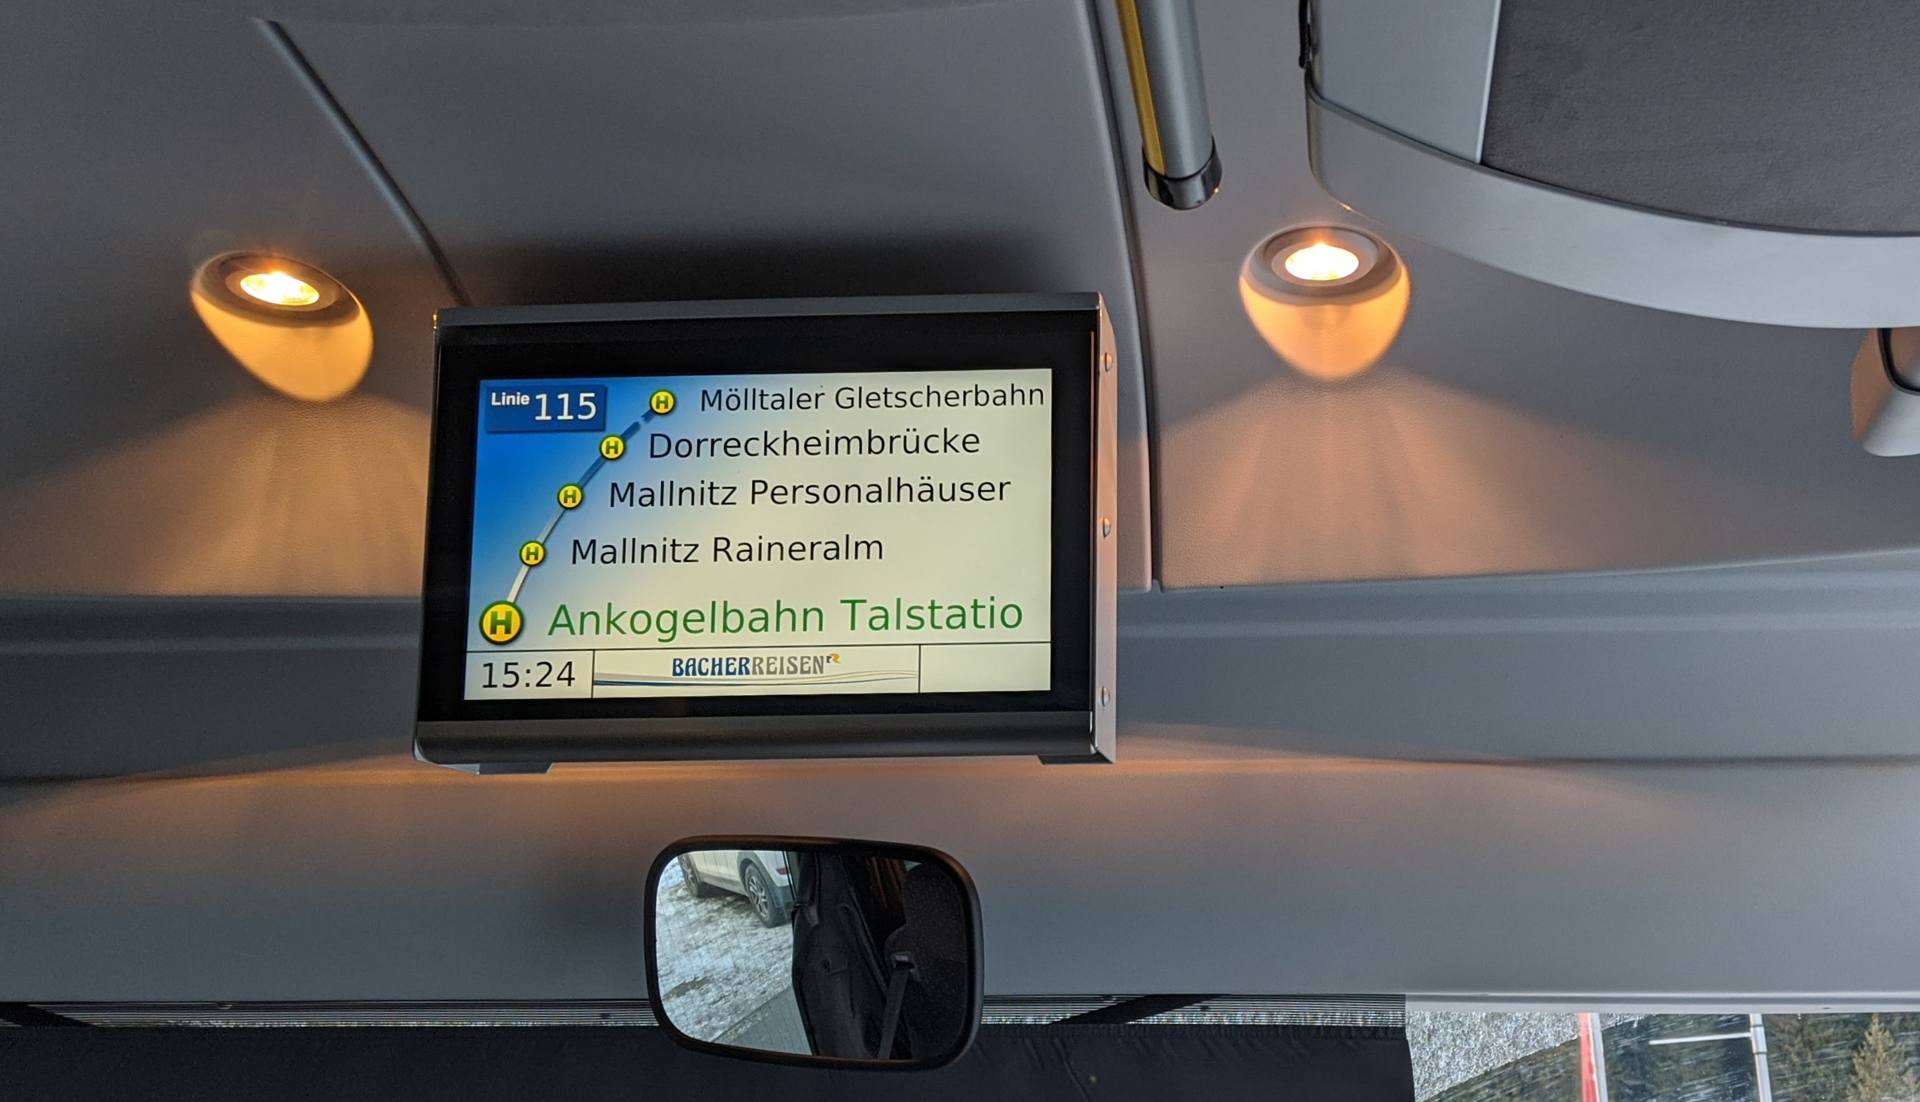 Linie 115
H Mölltaler Gletscherbahn
H Dorreckheimbrücke
H Mallnitz Personalhäuser
H Mallnitz Raineralm
H Ankogelbahn Talstatio
15:24
BACHERREISEN